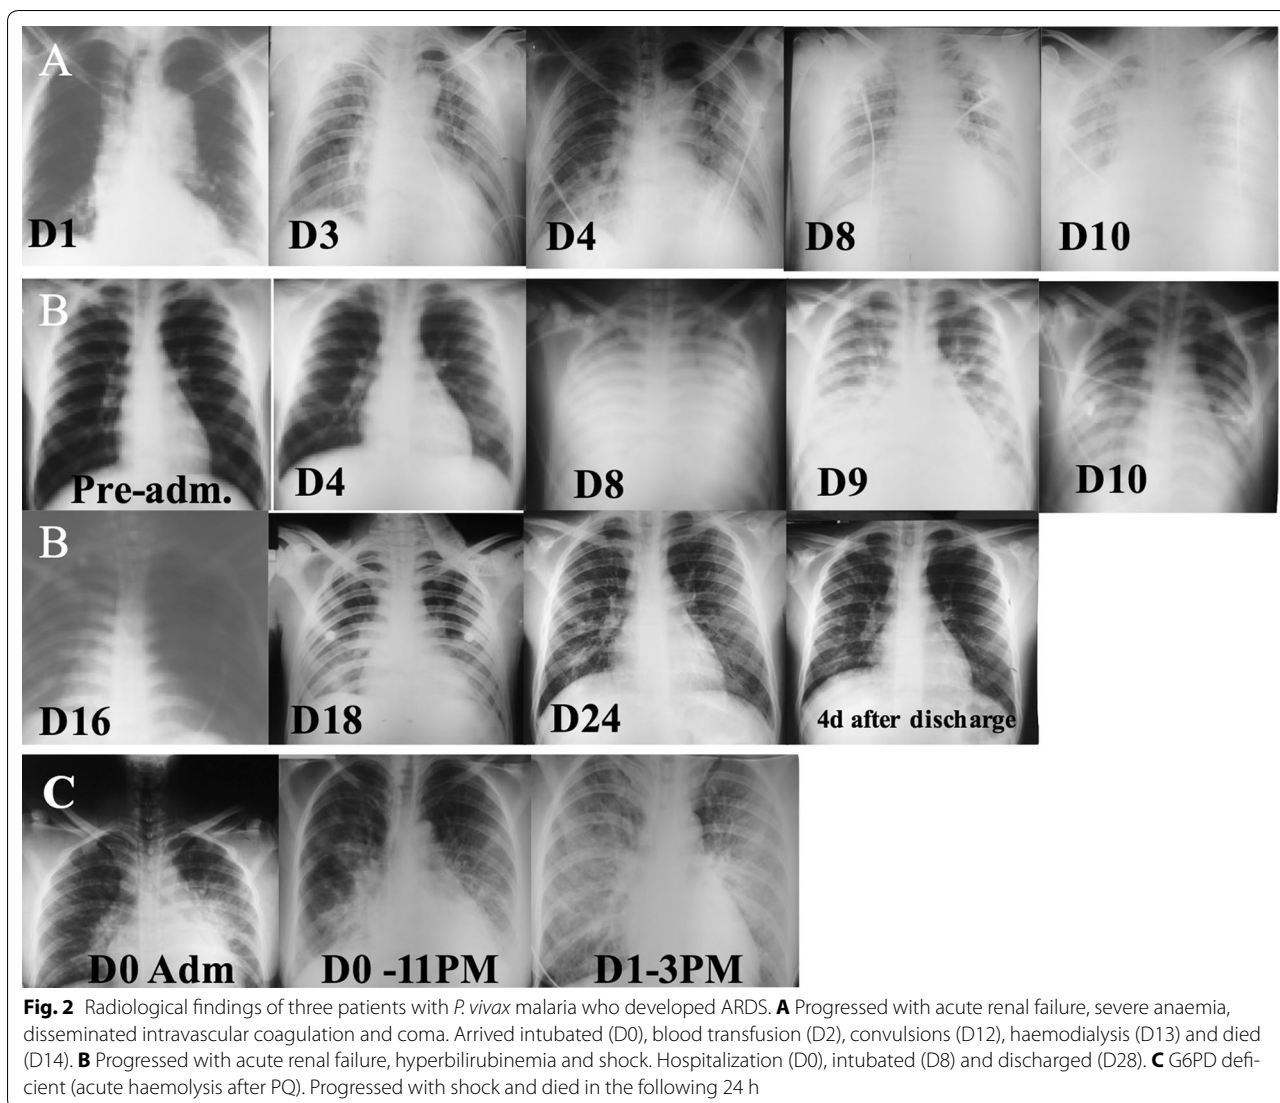 A
D1
D3
D4
D8
D10
B
Pre-adm.
D4
D8
D9
D10
B
D16
D18
D24
4d after discharge
C
D0 Adm
D0 -11PM
D1-3PM
Fig. 2 Radiological findings of three patients with P. vivax malaria who developed ARDS. A Progressed with acute renal failure, severe anaemia,
disseminated intravascular coagulation and coma. Arrived intubated (D0), blood transfusion (D2), convulsions (D12), haemodialysis (D13) and died
(D14). B Progressed with acute renal failure, hyperbilirubinemia and shock. Hospitalization (D0), intubated (D8) and discharged (D28). C G6PD defi-
cient (acute haemolysis after PQ). Progressed with shock and died in the following 24 h